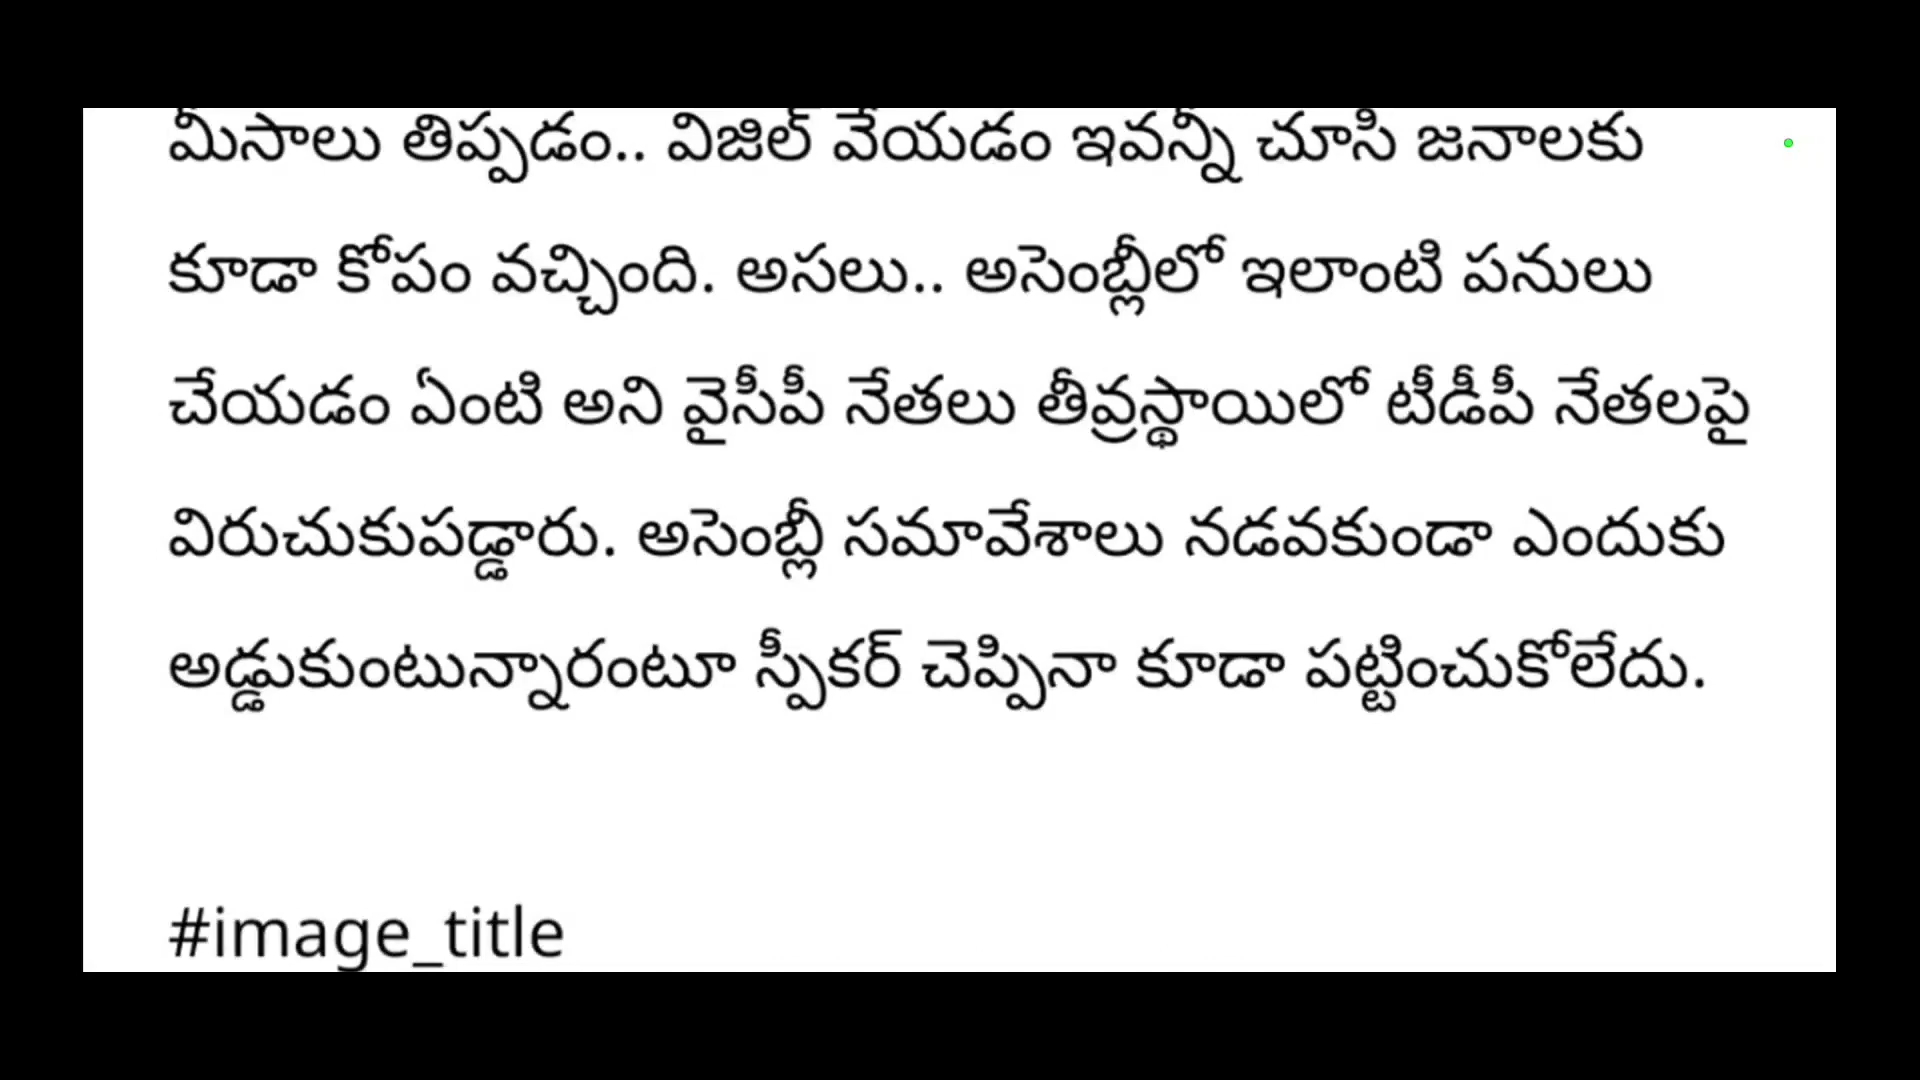 మీసాలు తిప్పడం.. విజిల్ వేయడం ఇవన్నీ చూసి జనాలకు
కూడా కోపం వచ్చింది. అసలు.. అసెంబ్లీలో ఇలాంటి పనులు
చేయడం ఏంటి అని వైసీపీ నేతలు తీవ్రస్థాయిలో టీడీపీ నేతలపై
విరుచుకుపడ్డారు. అసెంబ్లీ సమావేశాలు నడవకుండా ఎందుకు
అడ్డుకుంటున్నారంటూ స్పీకర్ చెప్పినా కూడా పట్టించుకోలేదు.
#image_title